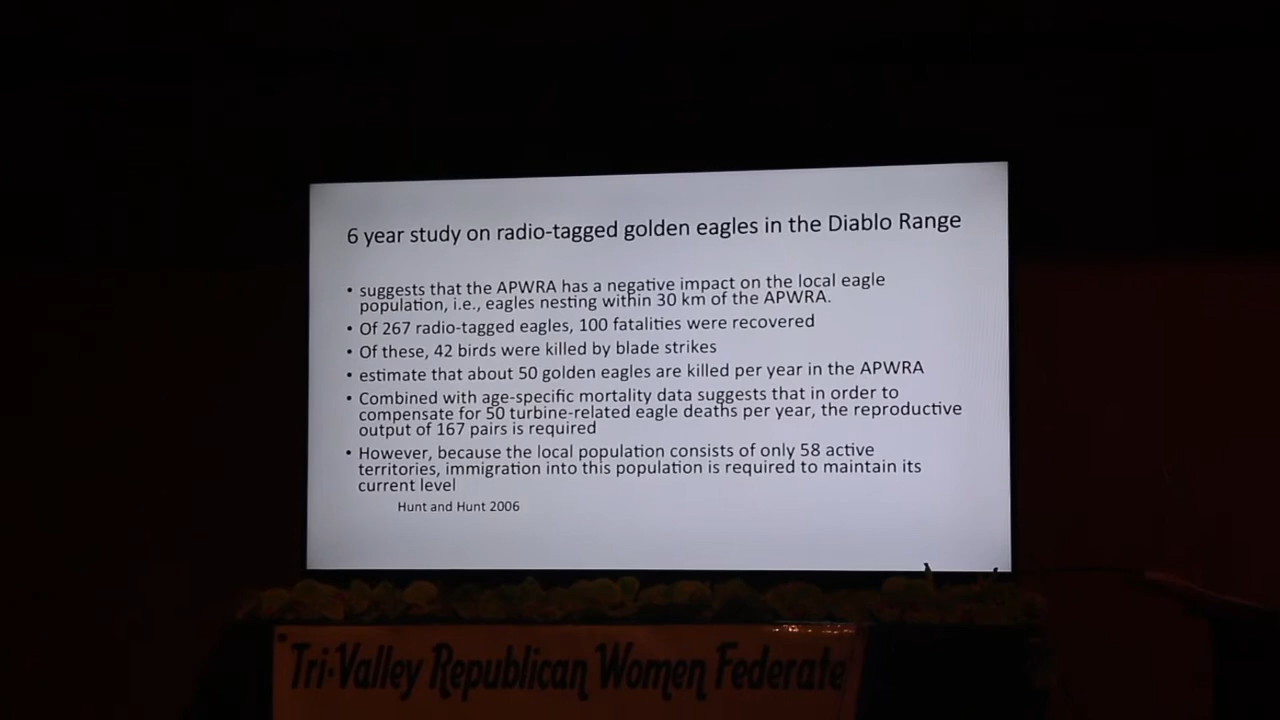 6 year study on radio-tagged golden eagles in the Diablo Range
• suggests that the APWRA has a negative impact on the local eagle
population, i.e., eagles nesting within 30 km of the APWRA.
• Of 267 radio-tagged eagles, 100 fatalities were recovered
• Of these, 42 birds were killed by blade strikes
• estimate that about 50 golden eagles are killed per year in the APWRA
• Combined with age-specific mortality data suggests that in order to
compensate for 50 turbine-related eagle deaths per year, the reproductive
output of 167 pairs is required
• However, because the local population consists of only 58 active
territories, immigration into this population is required to maintain its
current level
Hunt and Hunt 2006
Tri-Valley Republican Women Federate